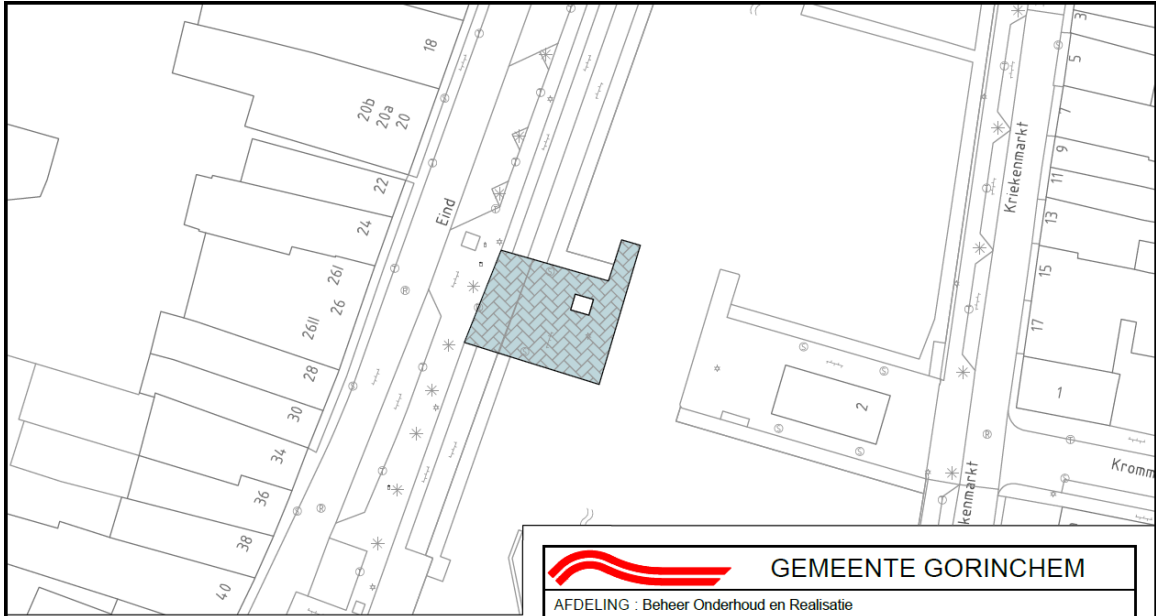 18
20b
20a
20
22
24
Eind
26I
26
26II
28
30
34
36
38
40
3
5
7
9
11
13
15
17
Kriekenmarkt
1
2
Kromm
kenmarkt
GEMEENTE GORINCHEM
AFDELING : Beheer Onderhoud en Realisatie